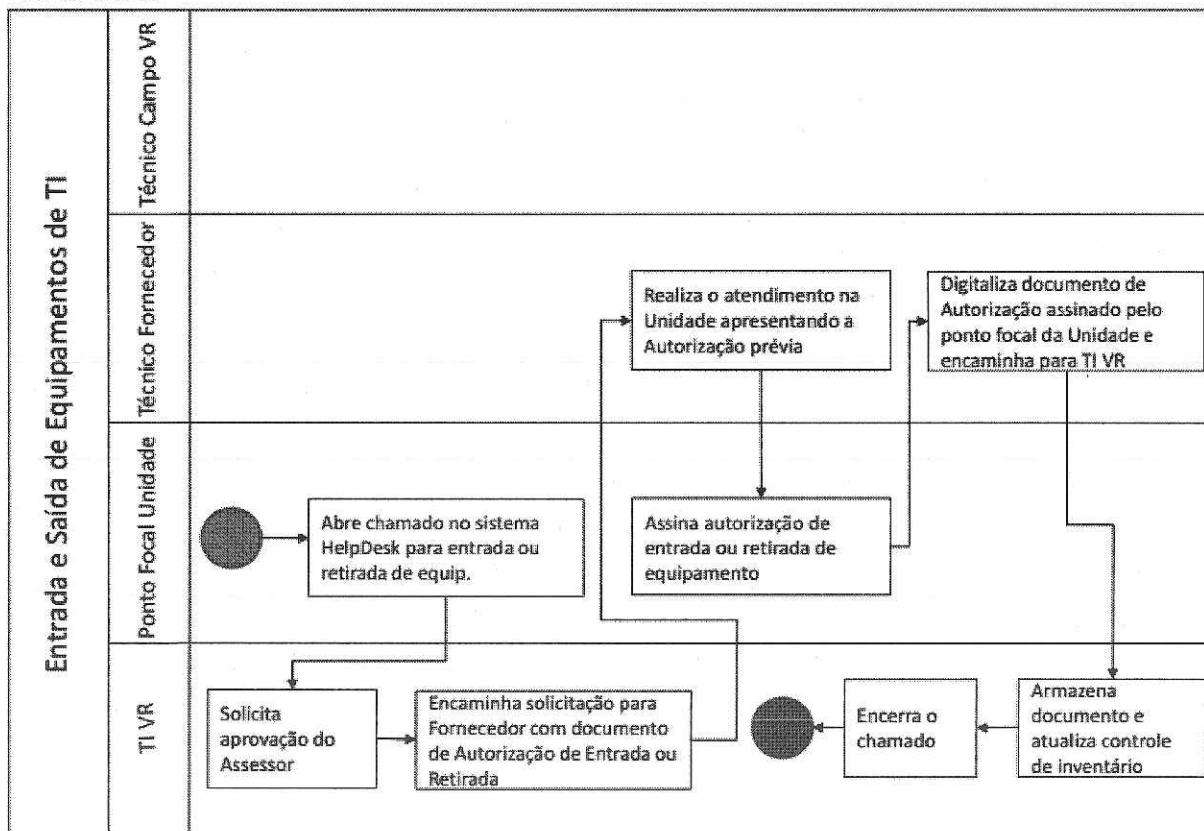 Entrada e Saída de Equipamentos de TI
Técnico Campo VR
Técnico Fornecedor
Realiza o atendimento na
Unidade apresentando a
Autorização prévia
Digitaliza documento de
Autorização assinado pelo
ponto focal da Unidade e
encaminha para TI VR
Ponto Focal Unidade
Abre chamado no sistema
HelpDesk para entrada ou
retirada de equip.
Assina autorização de
entrada ou retirada de
equipamento
TI VR
Solicita
aprovação do
Assessor
Encaminha solicitação para
Fornecedor com documento
de Autorização de Entrada ou
Retirada
Encerra o
chamado
Armazena
documento e
atualiza controle
de inventário